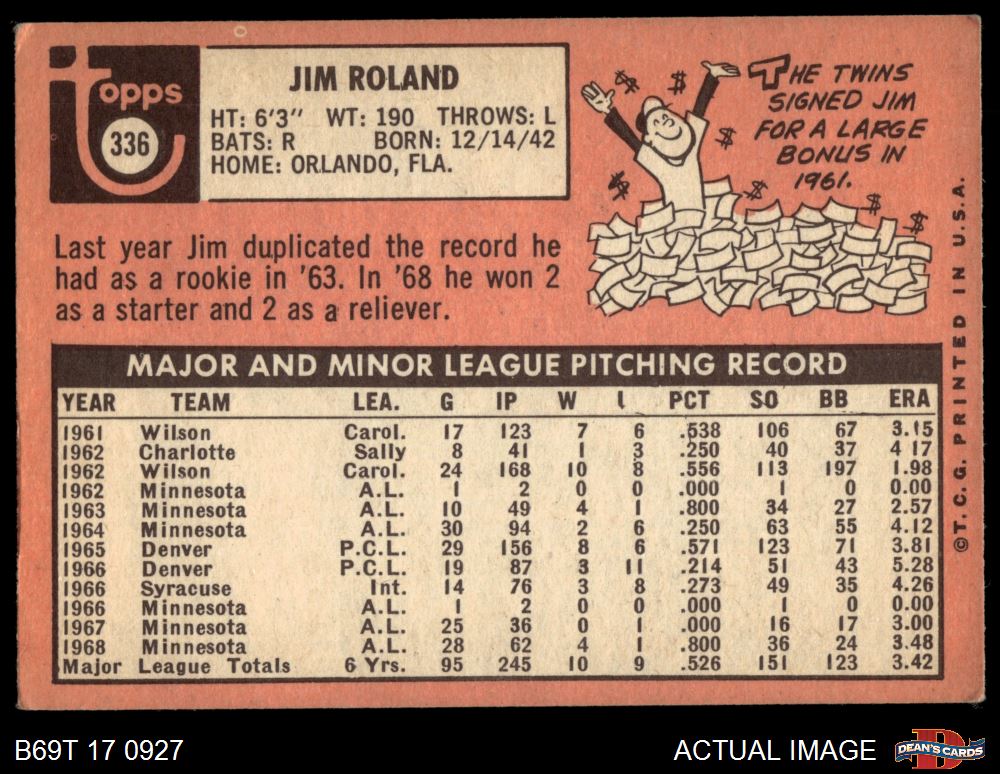 Topps
336
JIM ROLAND
HT: 6'3" WT: 190 THROWS: L
BATS: R BORN: 12/14/42
HOME: ORLANDO, FLA.
THE TWINS
SIGNED JIM
FOR A LARGE
BONUS IN
1961.
$ $ $ $ $ $ $
Last year Jim duplicated the record he
had as a rookie in '63. In '68 he won 2
as a starter and 2 as a reliever.
MAJOR AND MINOR LEAGUE PITCHING RECORD
YEAR TEAM LEA. G IP W L PCT SO BB ERA
1961 Wilson Carol. 17 123 7 6 .538 106 67 3.15
1962 Charlotte Sally 8 41 1 3 .250 40 37 4 17
1962 Wilson Carol. 24 168 10 8 .556 113 197 1.98
1962 Minnesota A.L. 1 2 0 0 .000 1 0 0.00
1963 Minnesota A.L. 10 49 4 1 .800 34 27 2.57
1964 Minnesota A.L. 30 94 2 6 .250 63 55 4.12
1965 Denver P.C.L. 29 156 8 6 .571 123 71 3.81
1966 Denver P.C.L. 19 87 3 11 .214 51 43 5.28
1966 Syracuse Int. 14 76 3 8 .273 49 35 4.26
1966 Minnesota A.L. 1 2 0 0 .000 1 0 0.00
1967 Minnesota A.L. 25 36 0 1 .000 16 17 3.00
1968 Minnesota A.L. 28 62 4 1 .800 36 24 3.48
Major League Totals 6 Yrs. 95 245 10 9 .526 151 123 3.42
©T.C.G. PRINTED IN U.S.A.
B69T 17 0927
ACTUAL IMAGE
DEAN'S CARDS